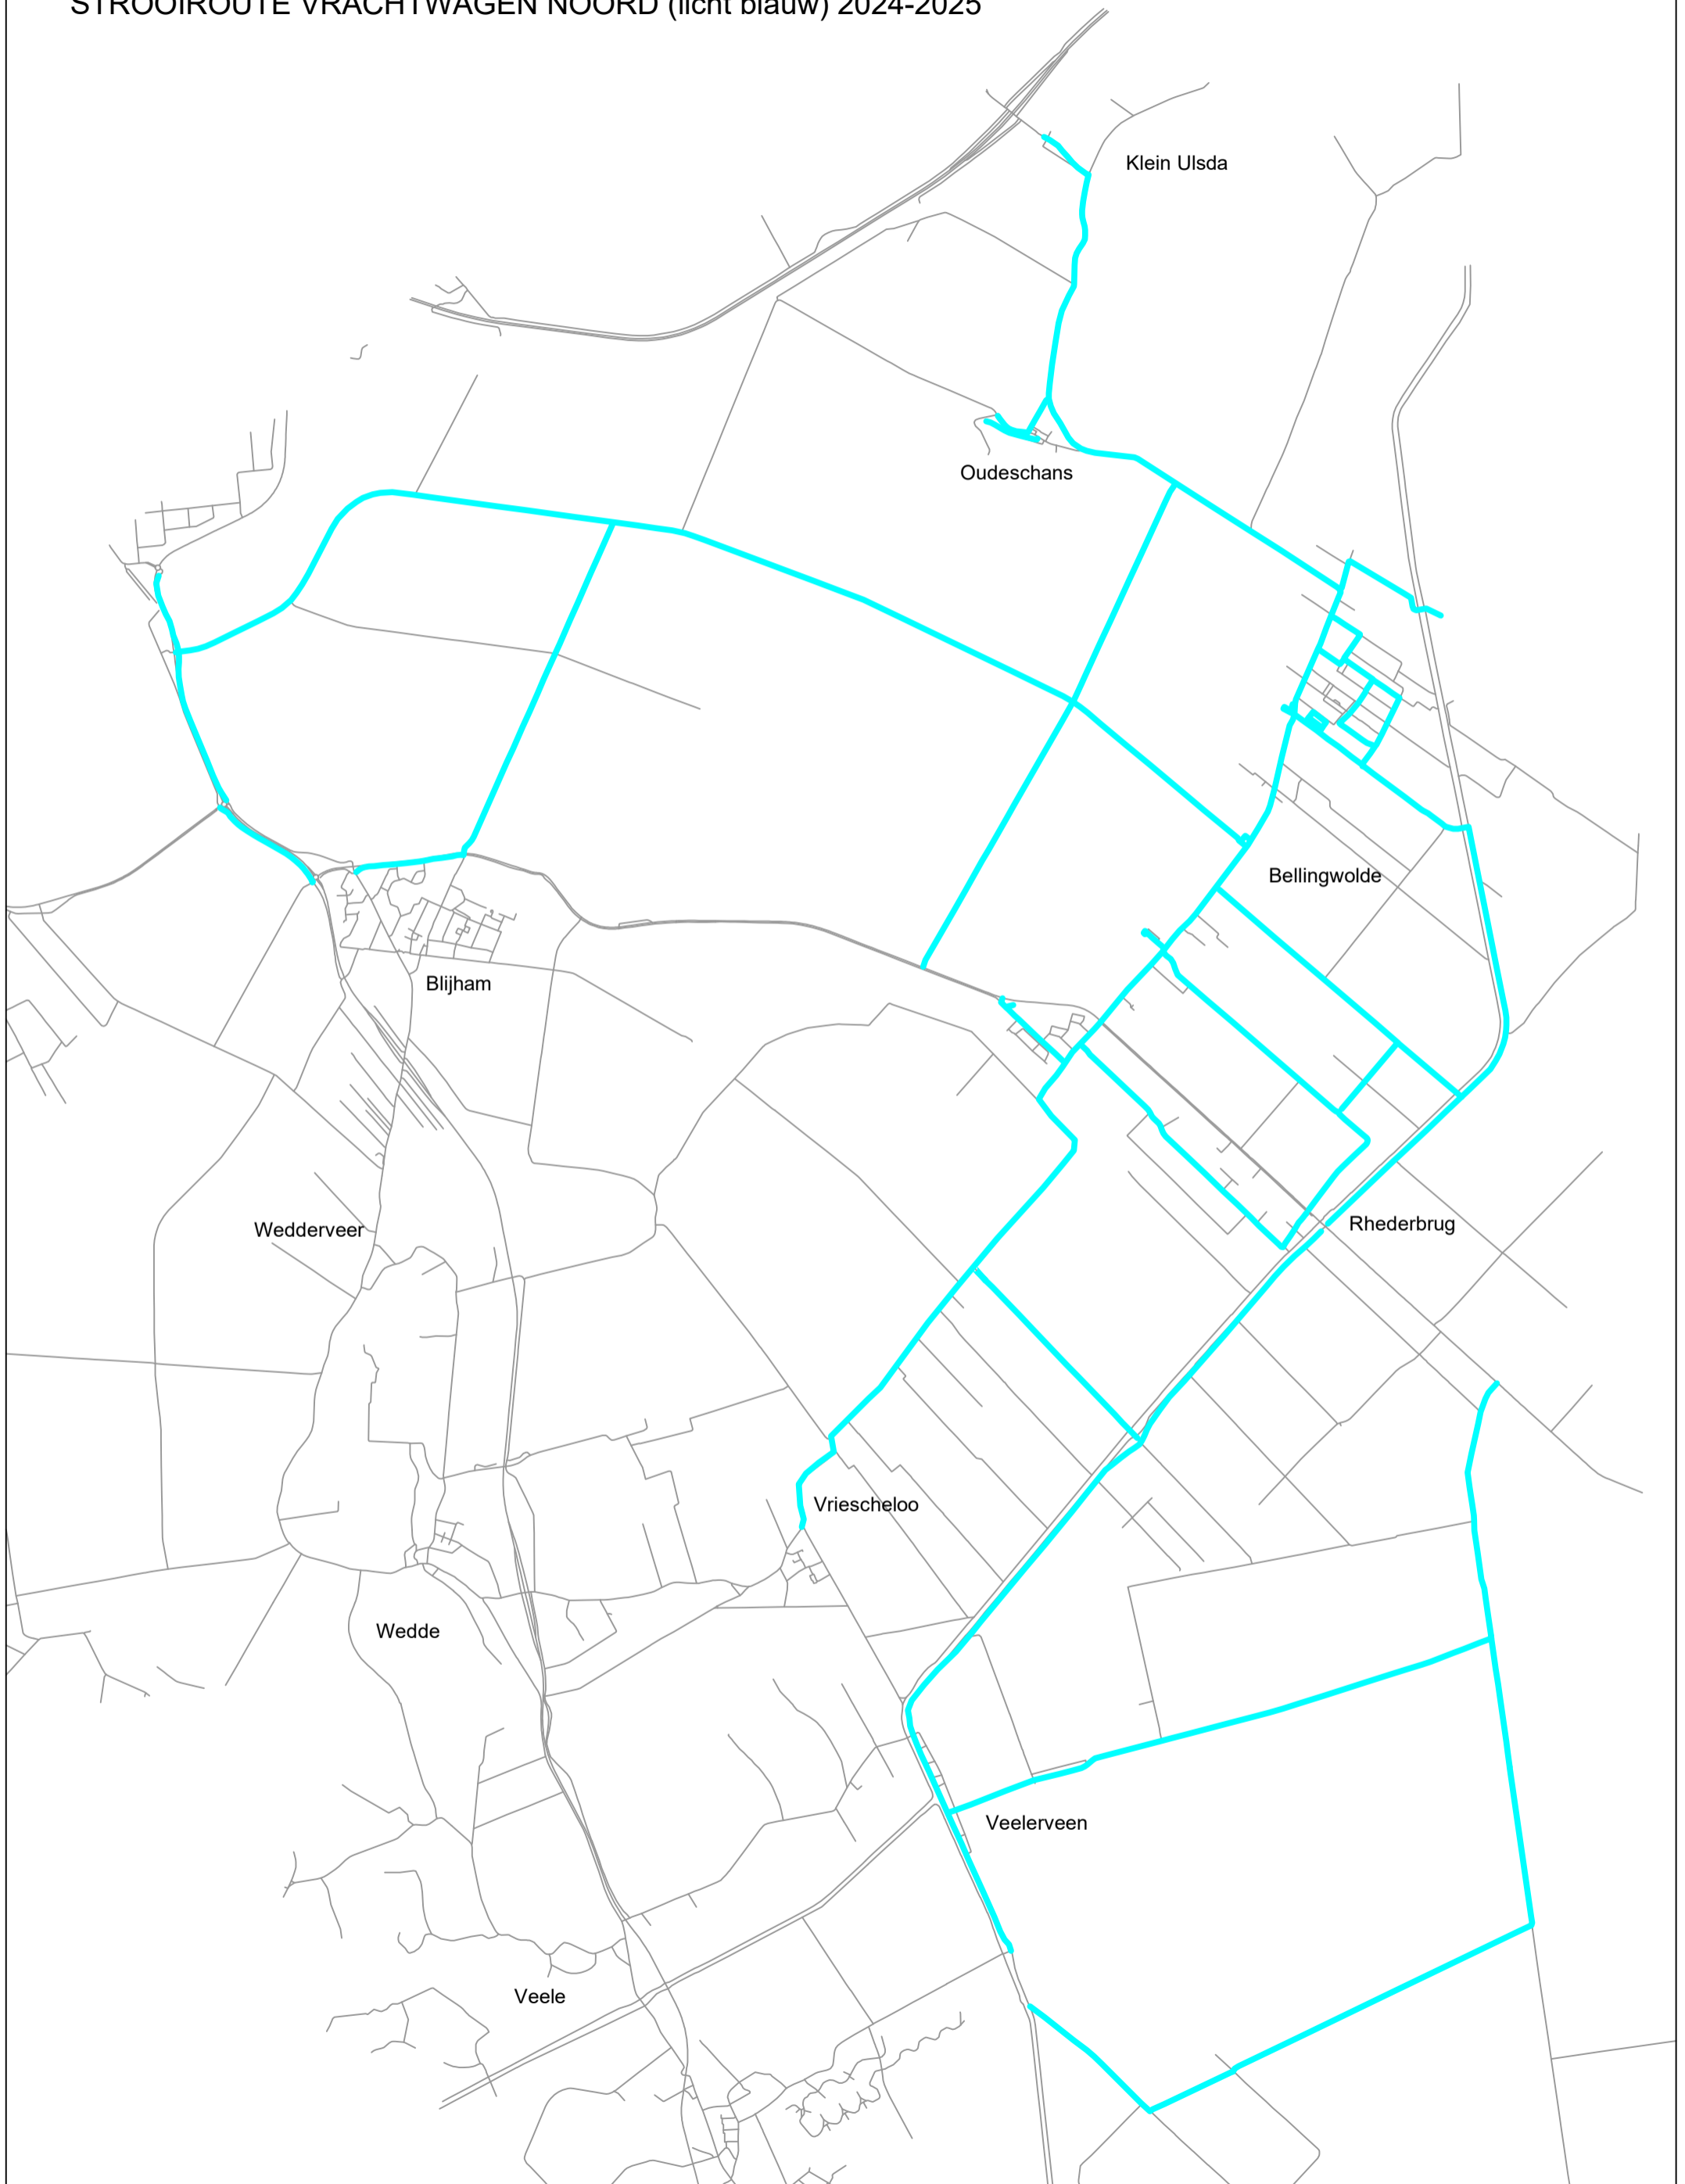 STROOIROUTE VRACHTWAGEN NOORD (licht blauw) 2024-2025
Klein Ulsda
Oudeschans
Bellingwolde
Blijham
Wedderveer
Rhederbrug
Vriescheloo
Wedde
Veelerveen
Veele